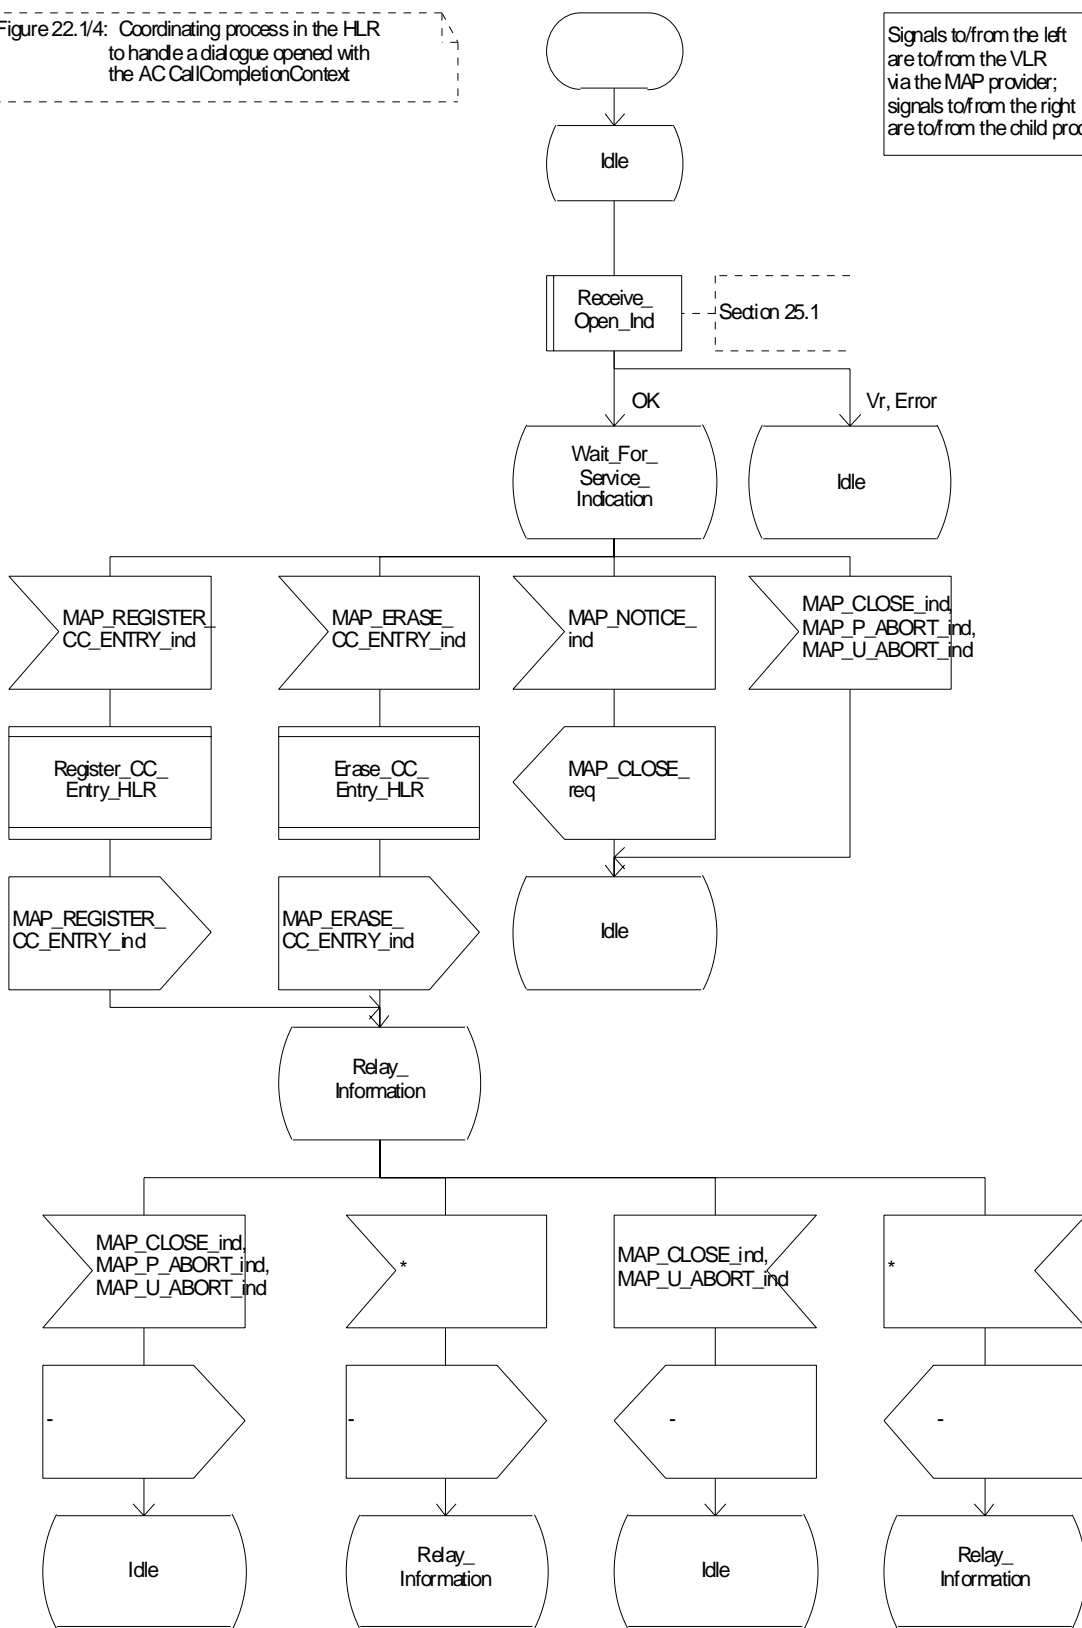 Figure 22.1/4: Coordinating process in the HLR
to handle a dialogue opened with
the AC CallCompletionContext
Signals to/from the left
are to/from the VLR
via the MAP provider;
signals to/from the right
are to/from the child
Idle
Receive_
Open_Ind
Section 25.1
OK
Vr, Error
Wait_For_
Service_
Indication
Idle
MAP_REGISTER_
CC_ENTRY_ind
MAP_ERASE_
CC_ENTRY_ind
MAP_NOTICE_
ind
MAP_CLOSE_ind,
MAP_P_ABORT_ind,
MAP_U_ABORT_ind
Register_CC_
Entry_HLR
Erase_CC_
Entry_HLR
MAP_CLOSE_
req
MAP_REGISTER_
CC_ENTRY_ind
MAP_ERASE_
CC_ENTRY_ind
Idle
Relay_
Information
MAP_CLOSE_ind,
MAP_P_ABORT_ind,
MAP_U_ABORT_ind
*
MAP_CLOSE_ind,
MAP_U_ABORT_ind
*
-
-
-
-
Idle
Relay_
Information
Idle
Relay_
Information